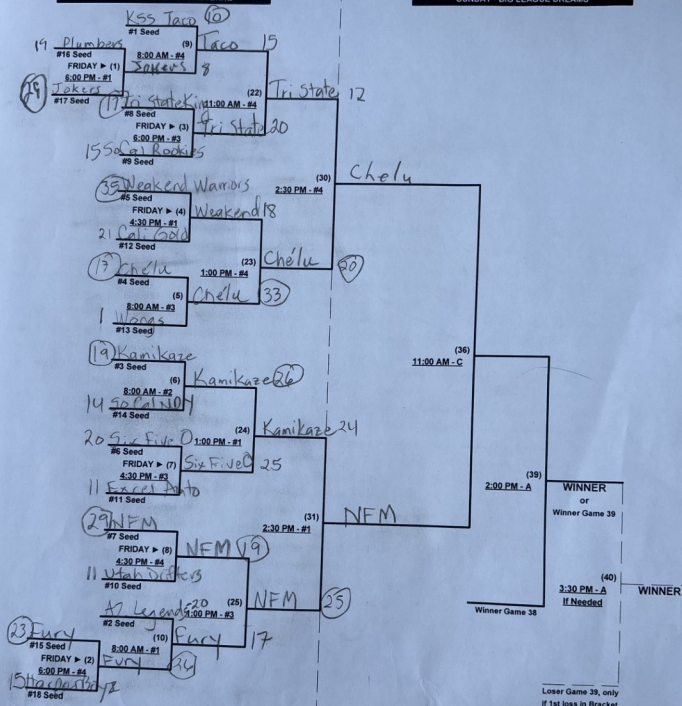 SUNDAY - BIG LEAGUE DREAMS
KSS Taco 10
#1 Seed
19 Plumbers
(9)
Taco 15
#16 Seed
8:00 AM - #4
FRIDAY ► (1)
Jokers 8
6:00 PM - #1
29 Jokers
#17 Seed
(22)
Tri State 12
17 Tri State King
11:00 AM - #4
#8 Seed
FRIDAY ► (3)
Tri State 20
6:00 PM - #3
15 SoCal Rookies
#9 Seed
(30)
Chelu
2:30 PM - #4
35 Weekend Warriors
#5 Seed
FRIDAY ► (4)
Weekend 18
4:30 PM - #1
21 Cali Gold
#12 Seed
(23)
Chélu 20
1:00 PM - #4
17 Chélu
#4 Seed
(5)
Chélu 33
8:00 AM - #3
1
#13 Seed
(36)
11:00 AM - C
19 Kamikaze
#3 Seed
(6)
Kamikaze 26
8:00 AM - #2
14 SoCal NDY
#14 Seed
(24)
Kamikaze 24
1:00 PM - #1
20 Six Five O
#6 Seed
FRIDAY ► (7)
Six Five O 25
4:30 PM - #3
11 Excel Auto
#11 Seed
(39)
2:00 PM - A
WINNER
or
Winner Game 39
(31)
NFM
2:30 PM - #1
29 NFM
#7 Seed
FRIDAY ► (8)
NFM 19
4:30 PM - #4
11 Utah Drifters
#10 Seed
(25)
NFM 25
1:00 PM - #3
AZ Legends 20
#2 Seed
(10)
Fury 17
8:00 AM - #1
23 Fury
#15 Seed
FRIDAY ► (2)
Fury 24
6:00 PM - #4
15
#18 Seed
Winner Game 38
(40)
3:30 PM - A
If Needed
WINNER
Loser Game 39, only
if 1st loss in Bracket